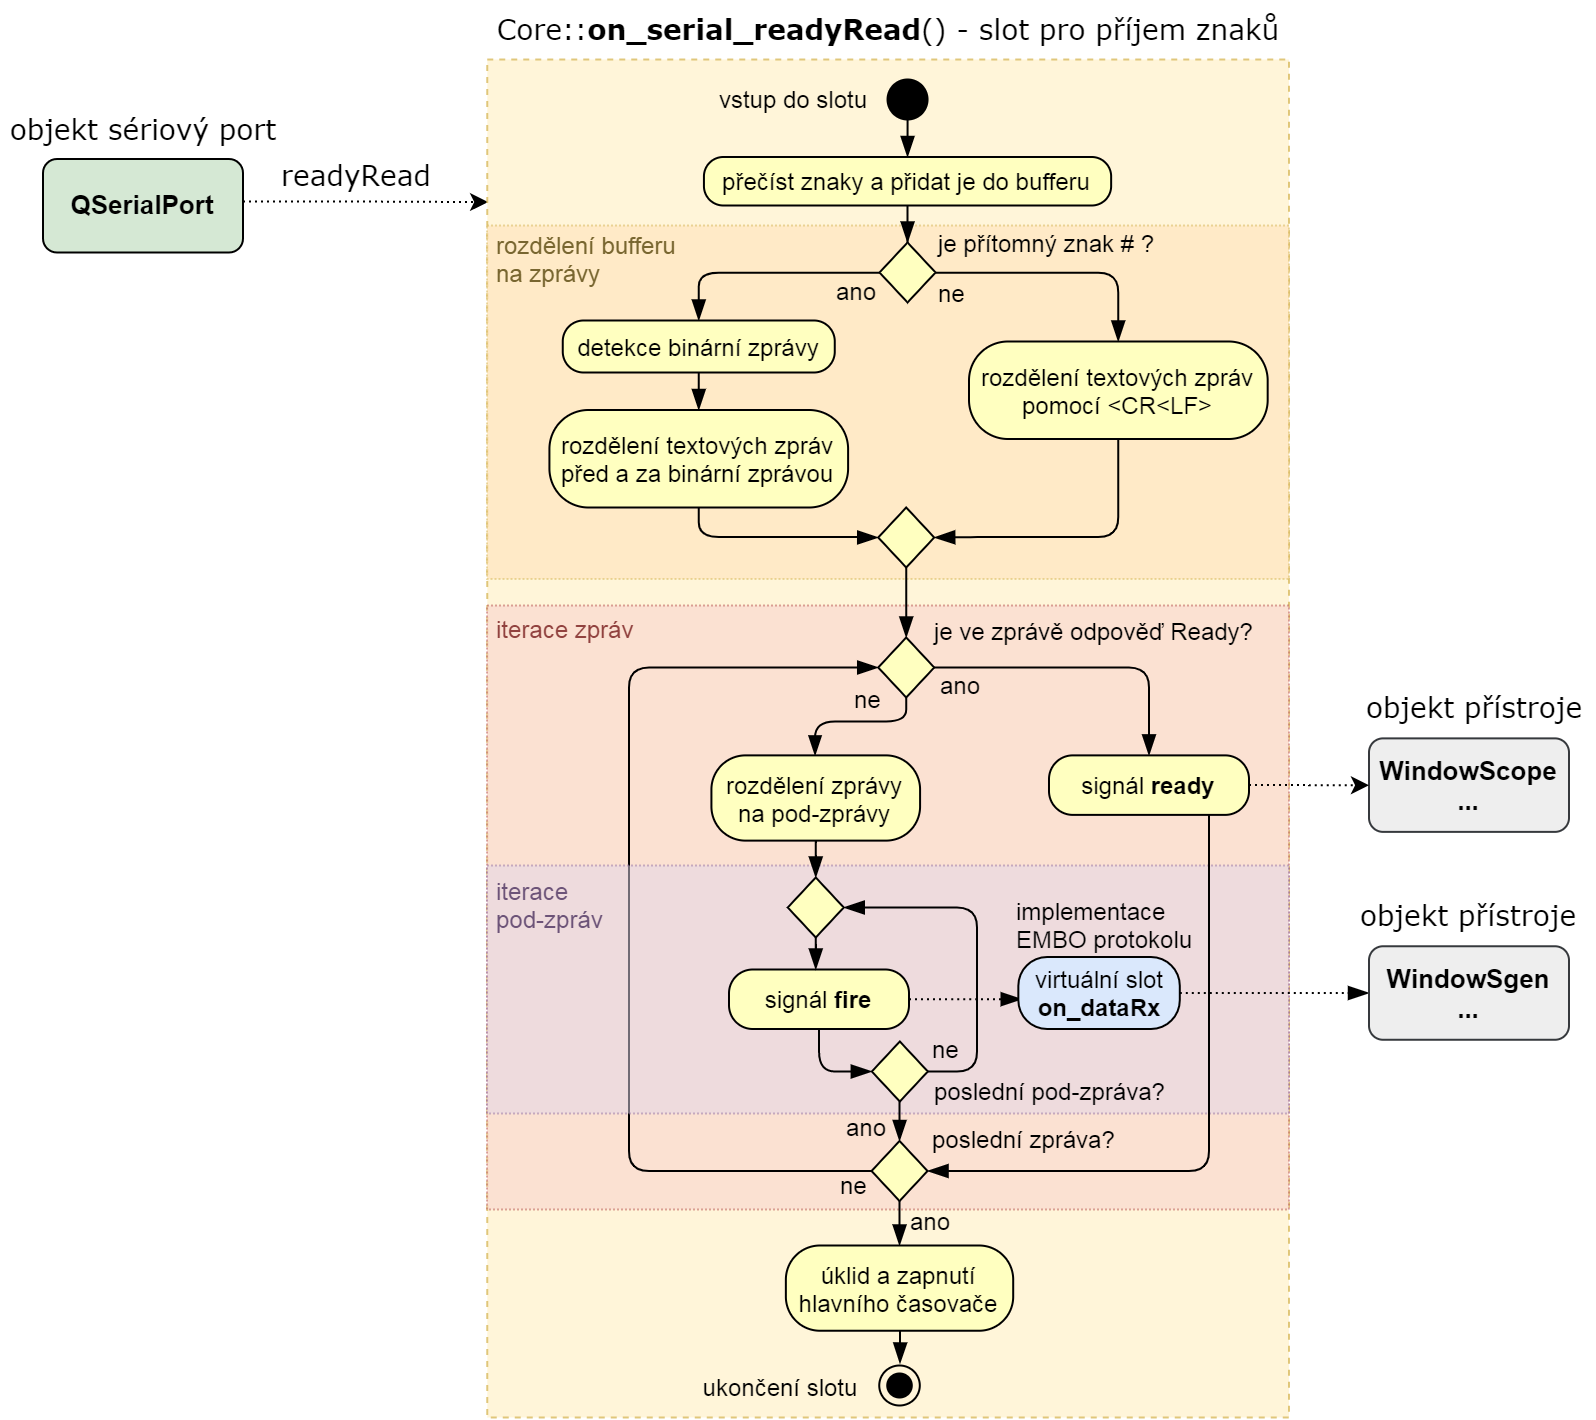 Core::on_serial_readyRead() - slot pro příjem znaků
vstup do slotu
objekt sériový port
QSerialPort
readyRead
přečíst znaky a přidat je do bufferu
rozdělení bufferu
na zprávy
je přítomný znak # ?
ano
ne
detekce binární zprávy
rozdělení textových zpráv
pomocí <CR<LF>
rozdělení textových zpráv
před a za binární zprávou
iterace zpráv
je ve zprávě odpověď Ready?
ne
ano
rozdělení zprávy
na pod-zprávy
signál ready
objekt přístroje
WindowScope
...
iterace
pod-zpráv
implementace
EMBO protokolu
signál fire
virtuální slot
on_dataRx
objekt přístroje
WindowSgen
...
ne
poslední pod-zpráva?
ano
poslední zpráva?
ne
ano
úklid a zapnutí
hlavního časovače
ukončení slotu